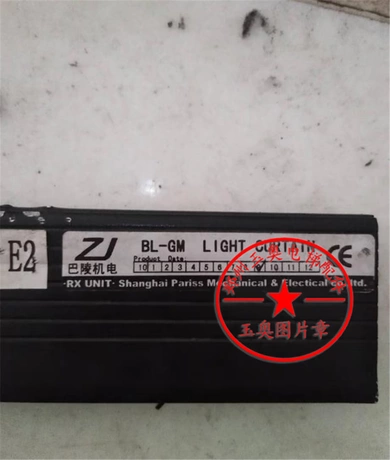 E2
ZJ
巴陵机电
BL-GM LIGHT CURTAIN
CE
Product Date
10 1 2 3 4 5 6 7 8 9 10 11 12
·RX UNIT· Shanghai Pariss Mechanical & Electical co.ltd.
玉奥图片章